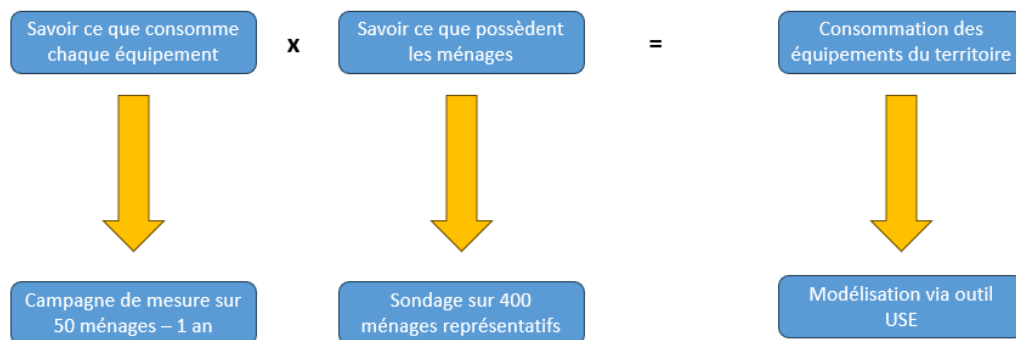 Savoir ce que consomme
chaque équipement
x
Savoir ce que possèdent
les ménages
=
Consommation des
équipements du territoire
Campagne de mesure sur
50 ménages – 1 an
Sondage sur 400
ménages représentatifs
Modélisation via outil
USE